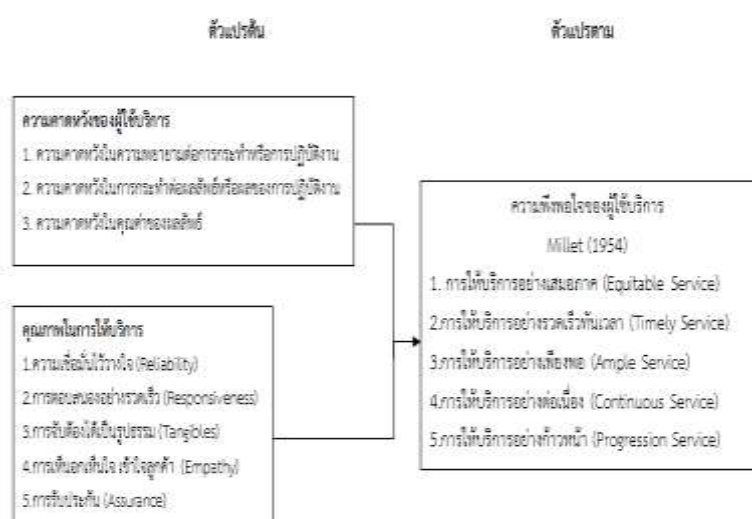 ตัวแปรต้น
ตัวแปรตาม
ความคาดหวังของผู้ใช้บริการ
1. ความคาดหวังในความพยายามต่อการกระทำหรือการปฏิบัติงาน
2. ความคาดหวังในการกระทำต่อผลลัพธ์หรือผลของการปฏิบัติงาน
3. ความคาดหวังในคุณค่าของผลลัพธ์
คุณภาพในการให้บริการ
1.ความเชื่อมั่นไว้วางใจ (Reliability)
2.การตอบสนองอย่างรวดเร็ว (Responsiveness)
3.การจับต้องได้เป็นรูปธรรม (Tangibles)
4.การเห็นอกเห็นใจ เข้าใจลูกค้า (Empathy)
5.การรับประกัน (Assurance)
ความพึงพอใจของผู้ใช้บริการ
Millet (1954)
1. การให้บริการอย่างเสมอภาค (Equitable Service)
2.การให้บริการอย่างรวดเร็วทันเวลา (Timely Service)
3.การให้บริการอย่างเพียงพอ (Ample Service)
4.การให้บริการอย่างต่อเนื่อง (Continuous Service)
5.การให้บริการอย่างก้าวหน้า (Progression Service)